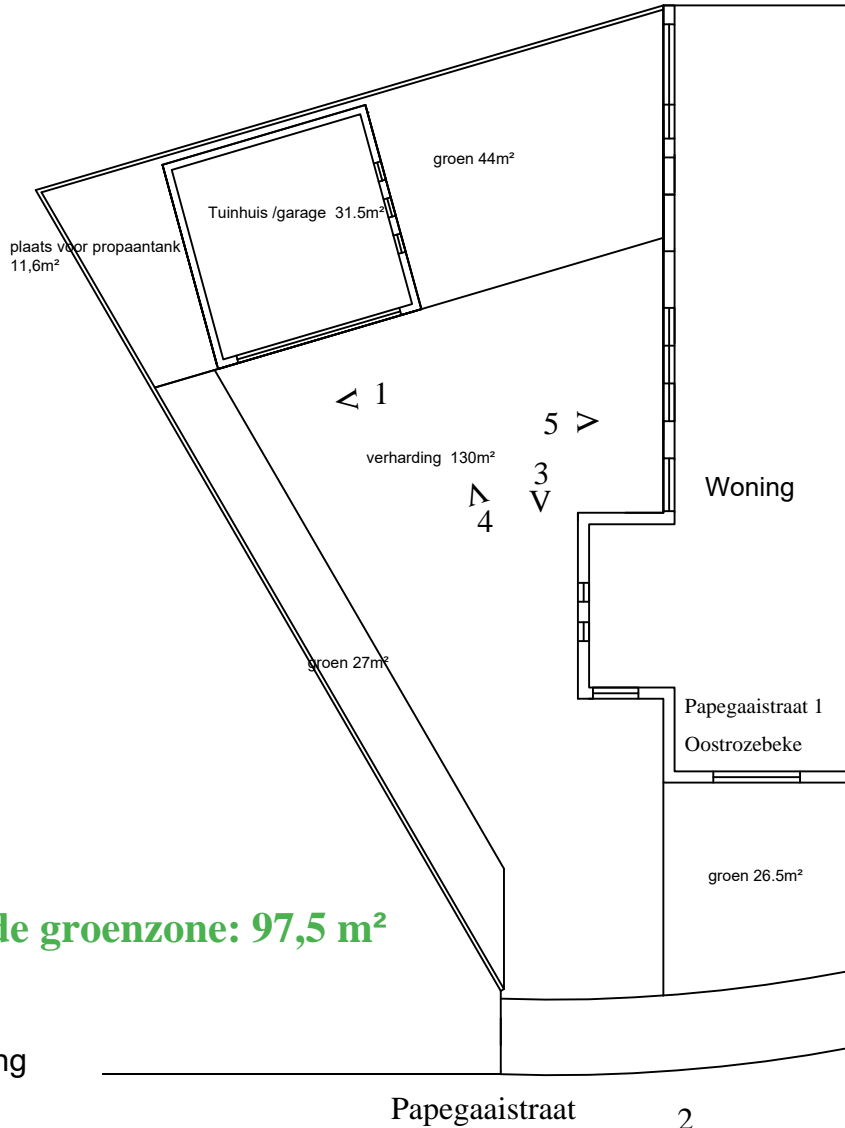 groen 44m²
Tuinhuis /garage 31.5m²
plaats voor propaantank
11,6m²
1
5
verharding 130m²
3
4
Woning
groen 27m²
Papegaaistraat 1
Oostrozebeke
groen 26.5m²
de groenzone: 97,5 m²
ng
Papegaaistraat
2